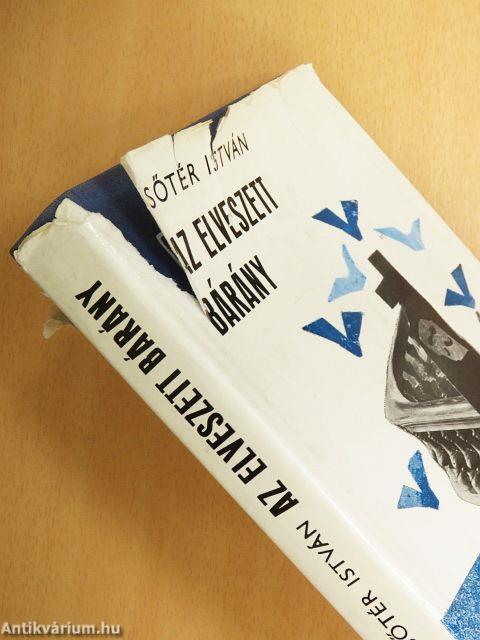 SŐTÉR ISTVÁN
AZ ELVESZETT
BÁRÁNY
SŐTÉR ISTVÁN AZ ELVESZETT BÁRÁNY
Antikvárium.hu